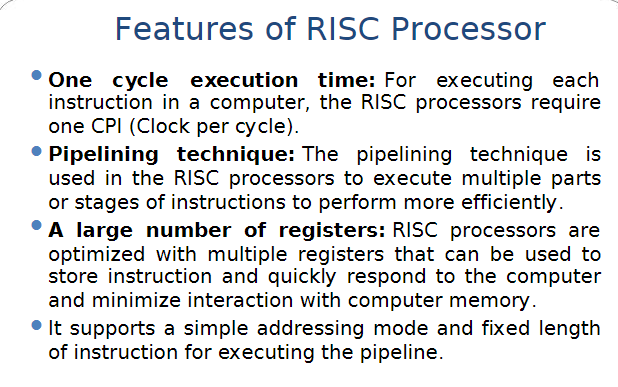 Features of RISC Processor
One cycle execution time: For executing each
instruction in a computer, the RISC processors require
one CPI (Clock per cycle).
Pipelining technique: The pipelining technique is
used in the RISC processors to execute multiple parts
or stages of instructions to perform more efficiently.
A large number of registers: RISC processors are
optimized with multiple registers that can be used to
store instruction and quickly respond to the computer
and minimize interaction with computer memory.
It supports a simple addressing mode and fixed length
of instruction for executing the pipeline.